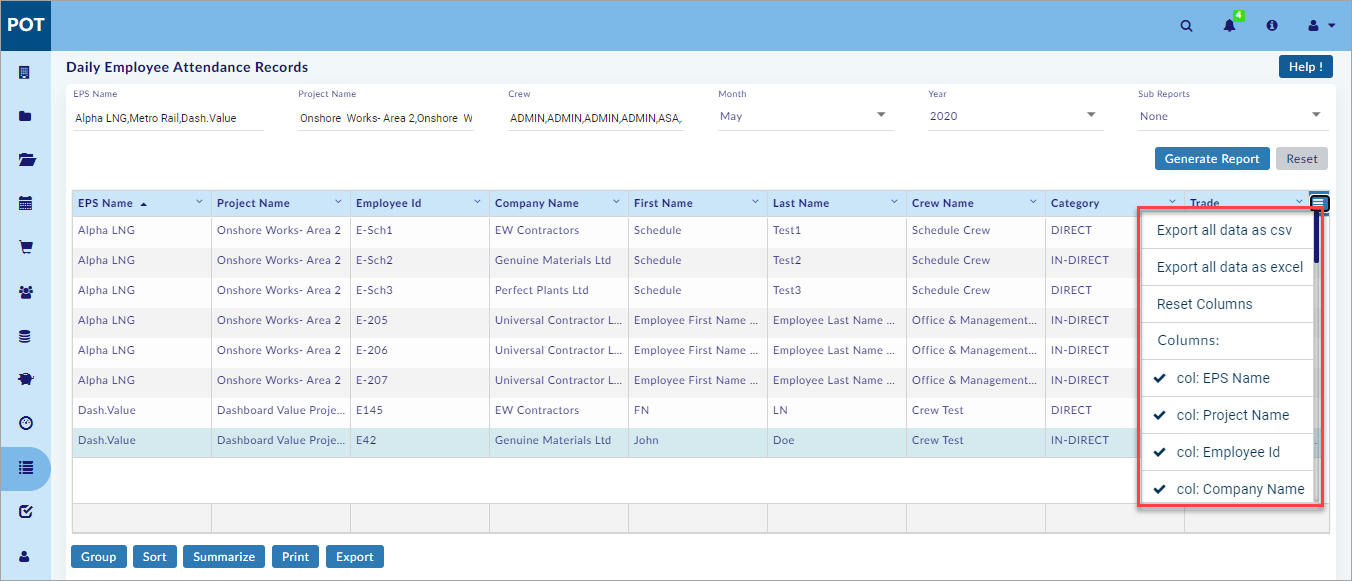 POT
4
Daily Employee Attendance Records
Help !
EPS Name Project Name Crew Month Year Sub Reports
Alpha LNG,Metro Rail,Dash.Value Onshore Works- Area 2,Onshore W ADMIN,ADMIN,ADMIN,ADMIN,ASA, May 2020 None
Generate Report Reset
EPS Name Project Name Employee Id Company Name First Name Last Name Crew Name Category Trade
Alpha LNG Onshore Works- Area 2 E-Sch1 EW Contractors Schedule Test1 Schedule Crew DIRECT
Alpha LNG Onshore Works- Area 2 E-Sch2 Genuine Materials Ltd Schedule Test2 Schedule Crew IN-DIRECT
Alpha LNG Onshore Works- Area 2 E-Sch3 Perfect Plants Ltd Schedule Test3 Schedule Crew DIRECT
Alpha LNG Onshore Works- Area 2 E-205 Universal Contractor L... Employee First Name ... Employee Last Name ... Office & Management... IN-DIRECT
Alpha LNG Onshore Works- Area 2 E-206 Universal Contractor L... Employee First Name ... Employee Last Name ... Office & Management... IN-DIRECT
Alpha LNG Onshore Works- Area 2 E-207 Universal Contractor L... Employee First Name ... Employee Last Name ... Office & Management... IN-DIRECT
Dash.Value Dashboard Value Proje... E145 EW Contractors FN LN Crew Test DIRECT
Dash.Value Dashboard Value Proje... E42 Genuine Materials Ltd John Doe Crew Test IN-DIRECT
Export all data as csv
Export all data as excel
Reset Columns
Columns:
col: EPS Name
col: Project Name
col: Employee Id
col: Company Name
Group Sort Summarize Print Export